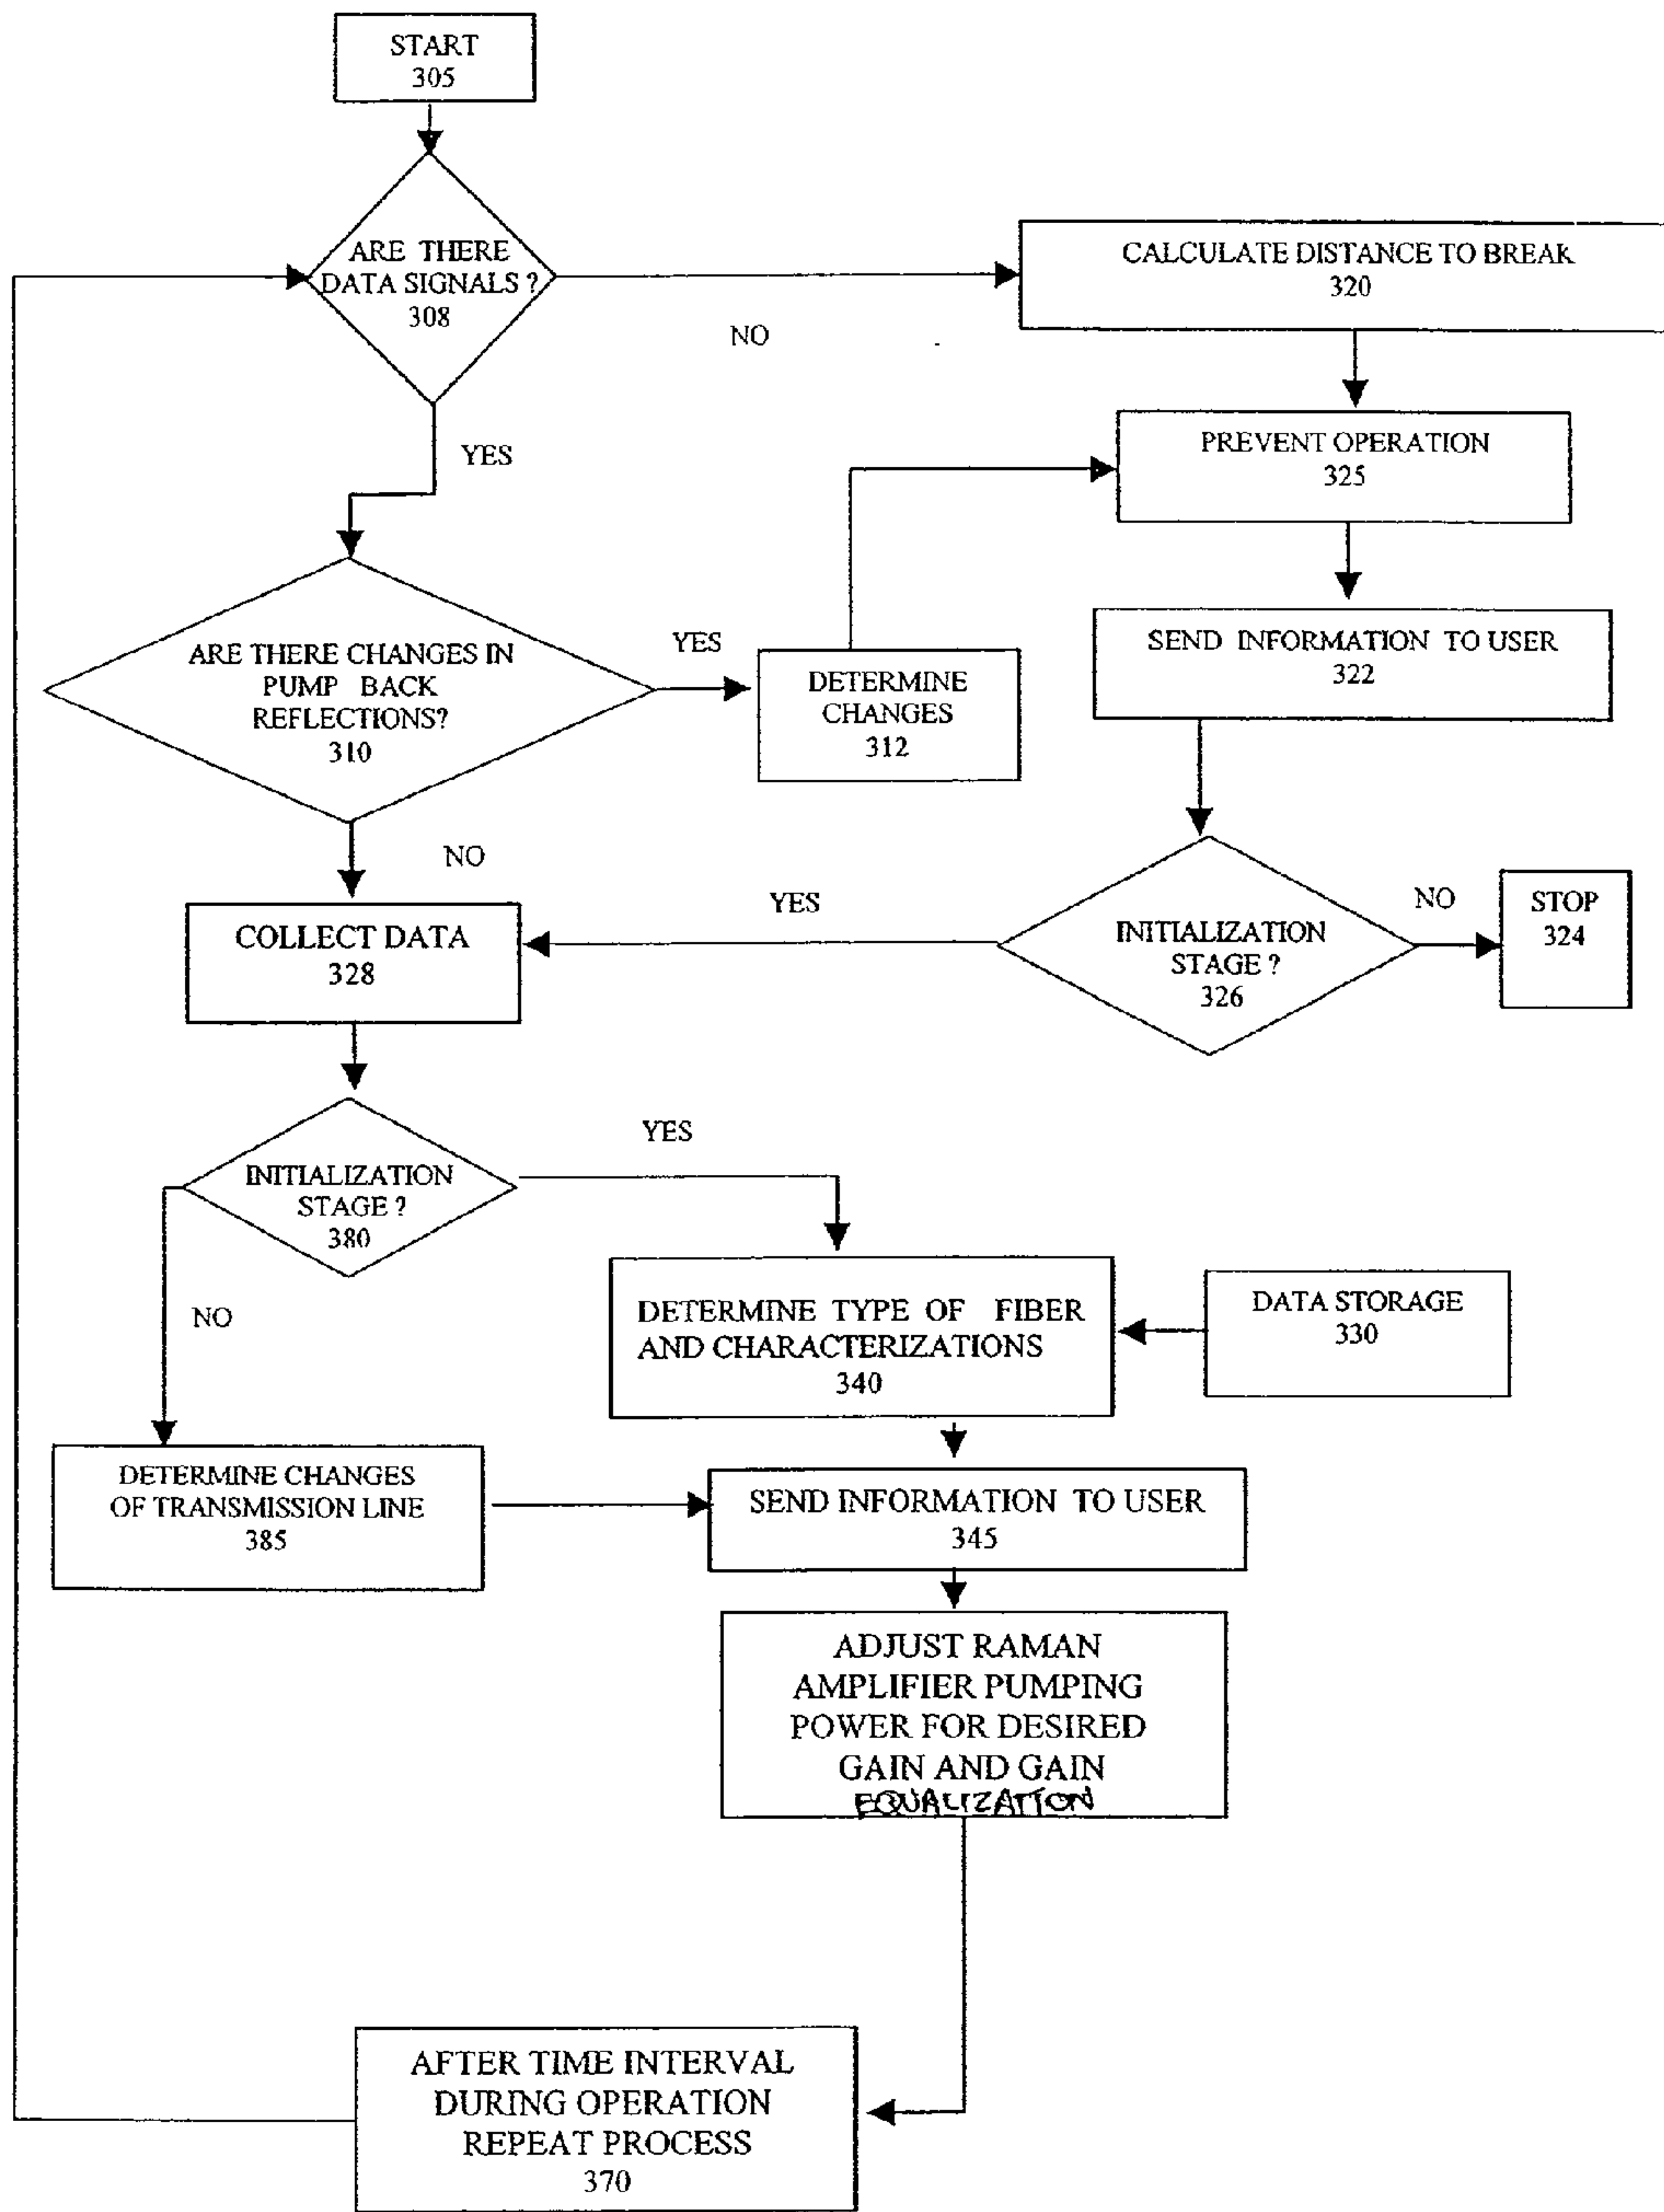 START
305
ARE THERE
DATA SIGNALS ?
308
NO
CALCULATE DISTANCE TO BREAK
320
YES
PREVENT OPERATION
325
ARE THERE CHANGES IN
PUMP BACK
REFLECTIONS?
310
YES
DETERMINE
CHANGES
312
SEND INFORMATION TO USER
322
NO
COLLECT DATA
328
YES
INITIALIZATION
STAGE ?
326
NO
STOP
324
INITIALIZATION
STAGE ?
380
YES
NO
DETERMINE TYPE OF FIBER
AND CHARACTERIZATIONS
340
DATA STORAGE
330
DETERMINE CHANGES
OF TRANSMISSION LINE
385
SEND INFORMATION TO USER
345
ADJUST RAMAN
AMPLIFIER PUMPING
POWER FOR DESIRED
GAIN AND GAIN
EQUALIZATION
AFTER TIME INTERVAL
DURING OPERATION
REPEAT PROCESS
370